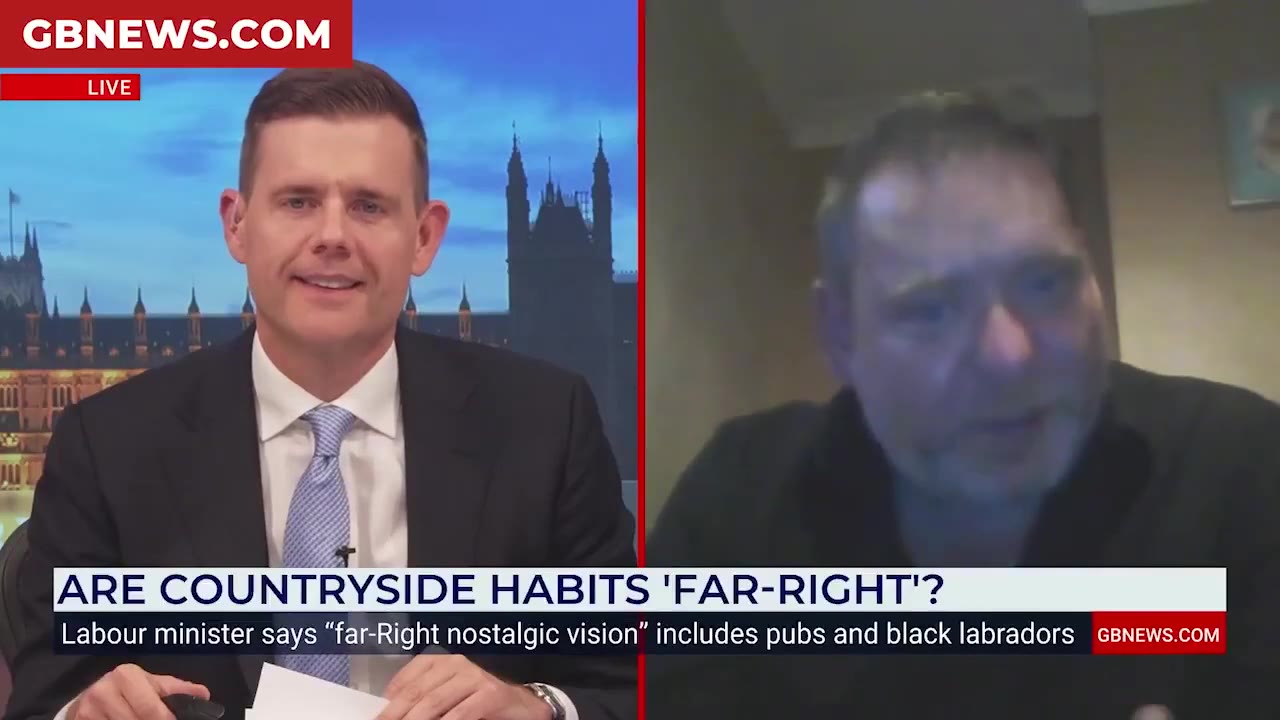 GBNEWS.COM
LIVE
ARE COUNTRYSIDE HABITS 'FAR-RIGHT'?
Labour minister says “far-Right nostalgic vision” includes pubs and black labradors
GBNEWS.COM